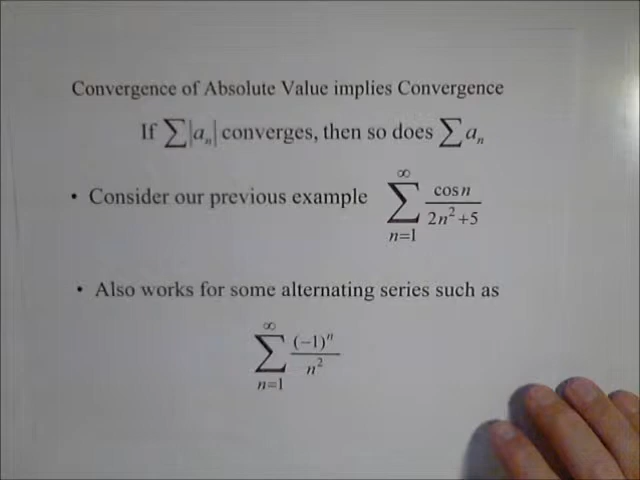 Convergence of Absolute Value implies Convergence
If ∑|aₙ| converges, then so does ∑ aₙ
• Consider our previous example ∑_{n=1}^{∞} cos n / (2n² + 5)
• Also works for some alternating series such as
∑_{n=1}^{∞} (−1)ⁿ / n²